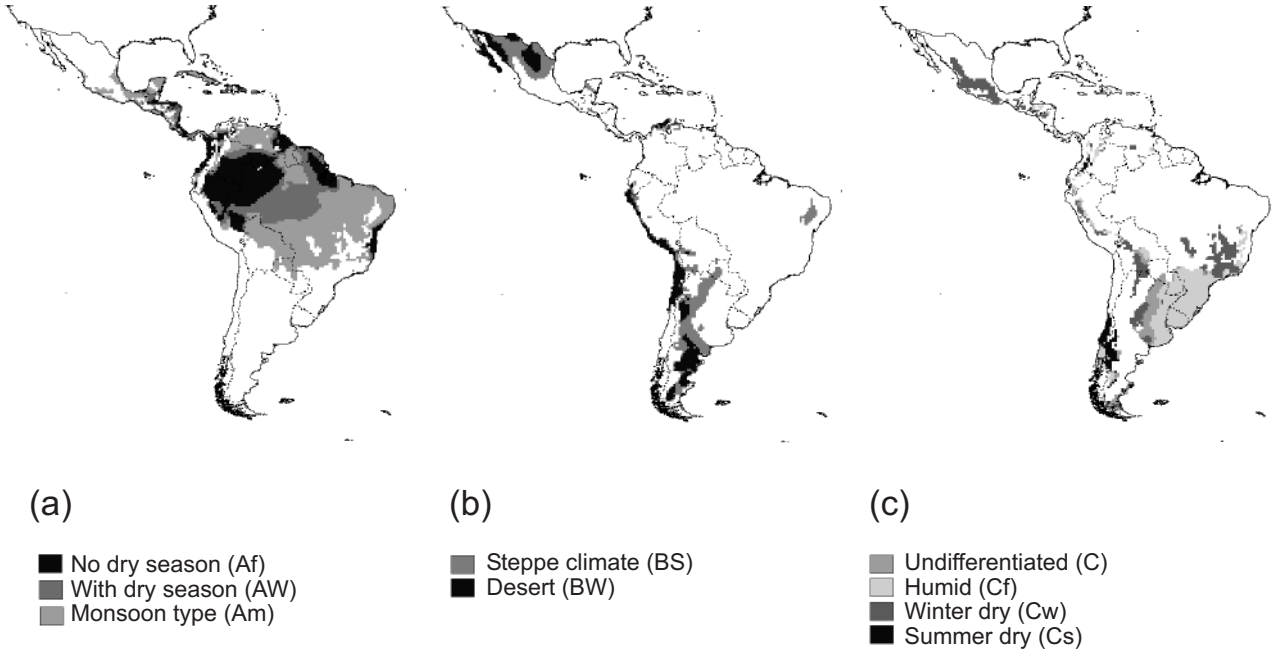 (a)
No dry season (Af)
With dry season (AW)
Monsoon type (Am)
(b)
Steppe climate (BS)
Desert (BW)
(c)
Undifferentiated (C)
Humid (Cf)
Winter dry (Cw)
Summer dry (Cs)